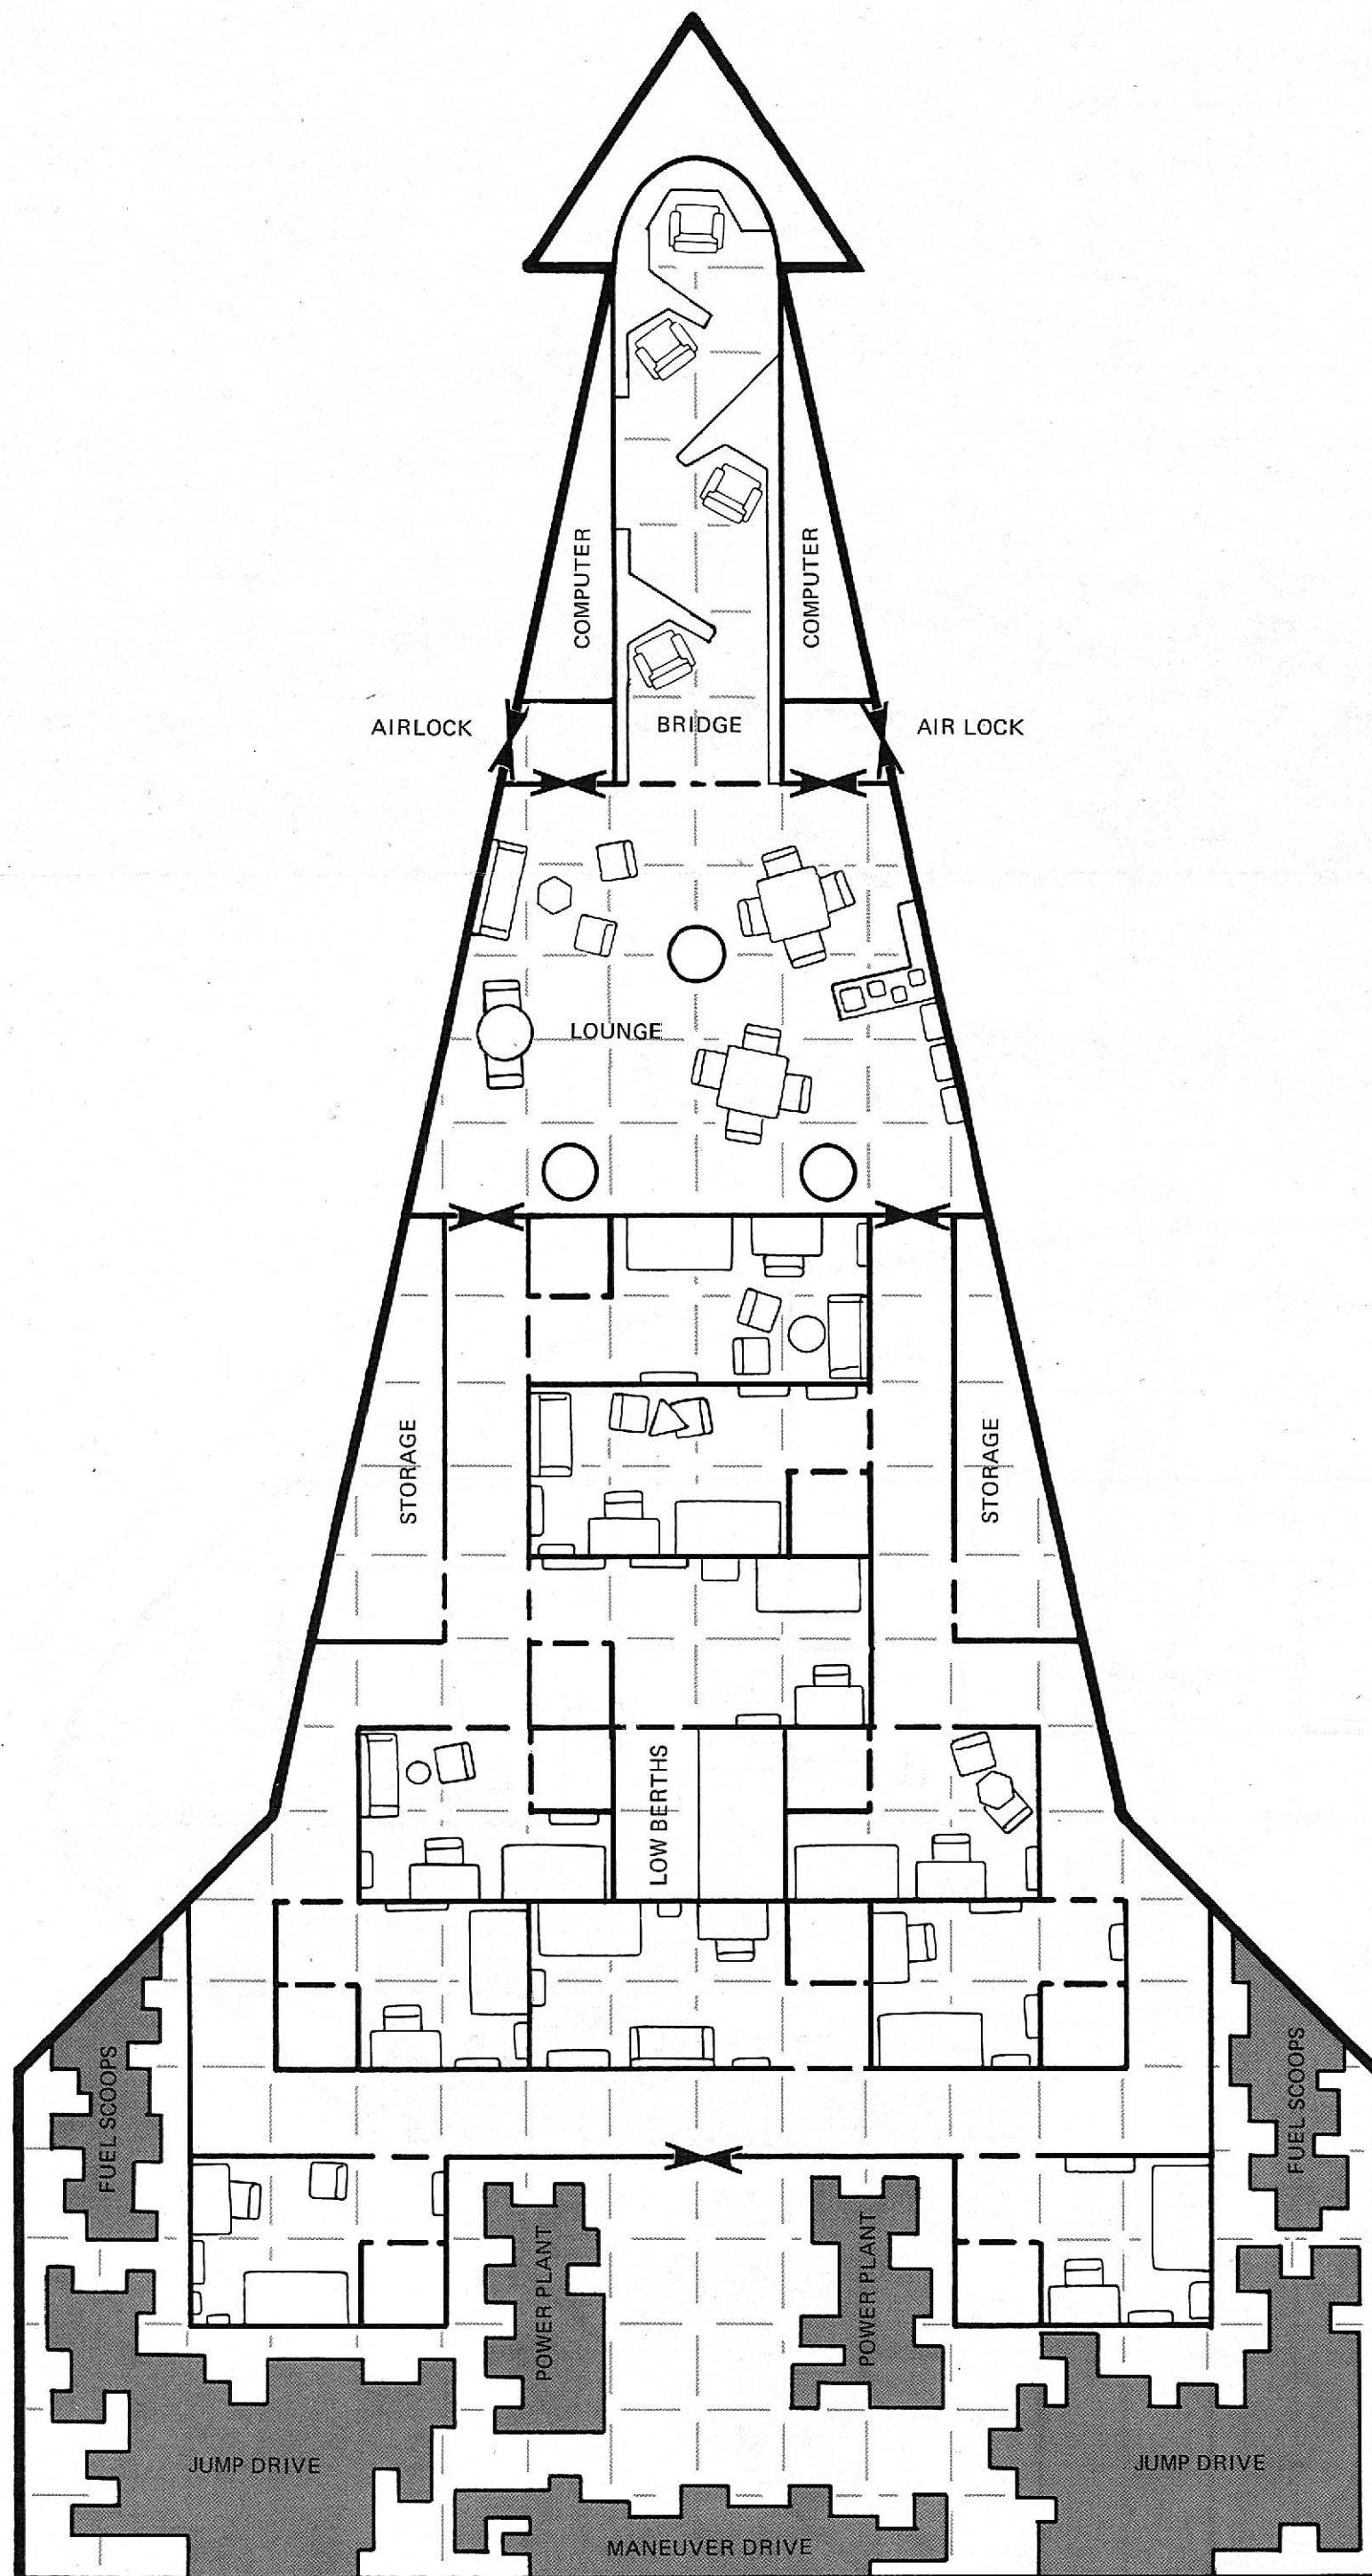 COMPUTER
COMPUTER
AIRLOCK
BRIDGE
AIR LOCK
LOUNGE
STORAGE
STORAGE
LOW BERTHS
FUEL SCOOPS
FUEL SCOOPS
POWER PLANT
POWER PLANT
JUMP DRIVE
JUMP DRIVE
MANEUVER DRIVE